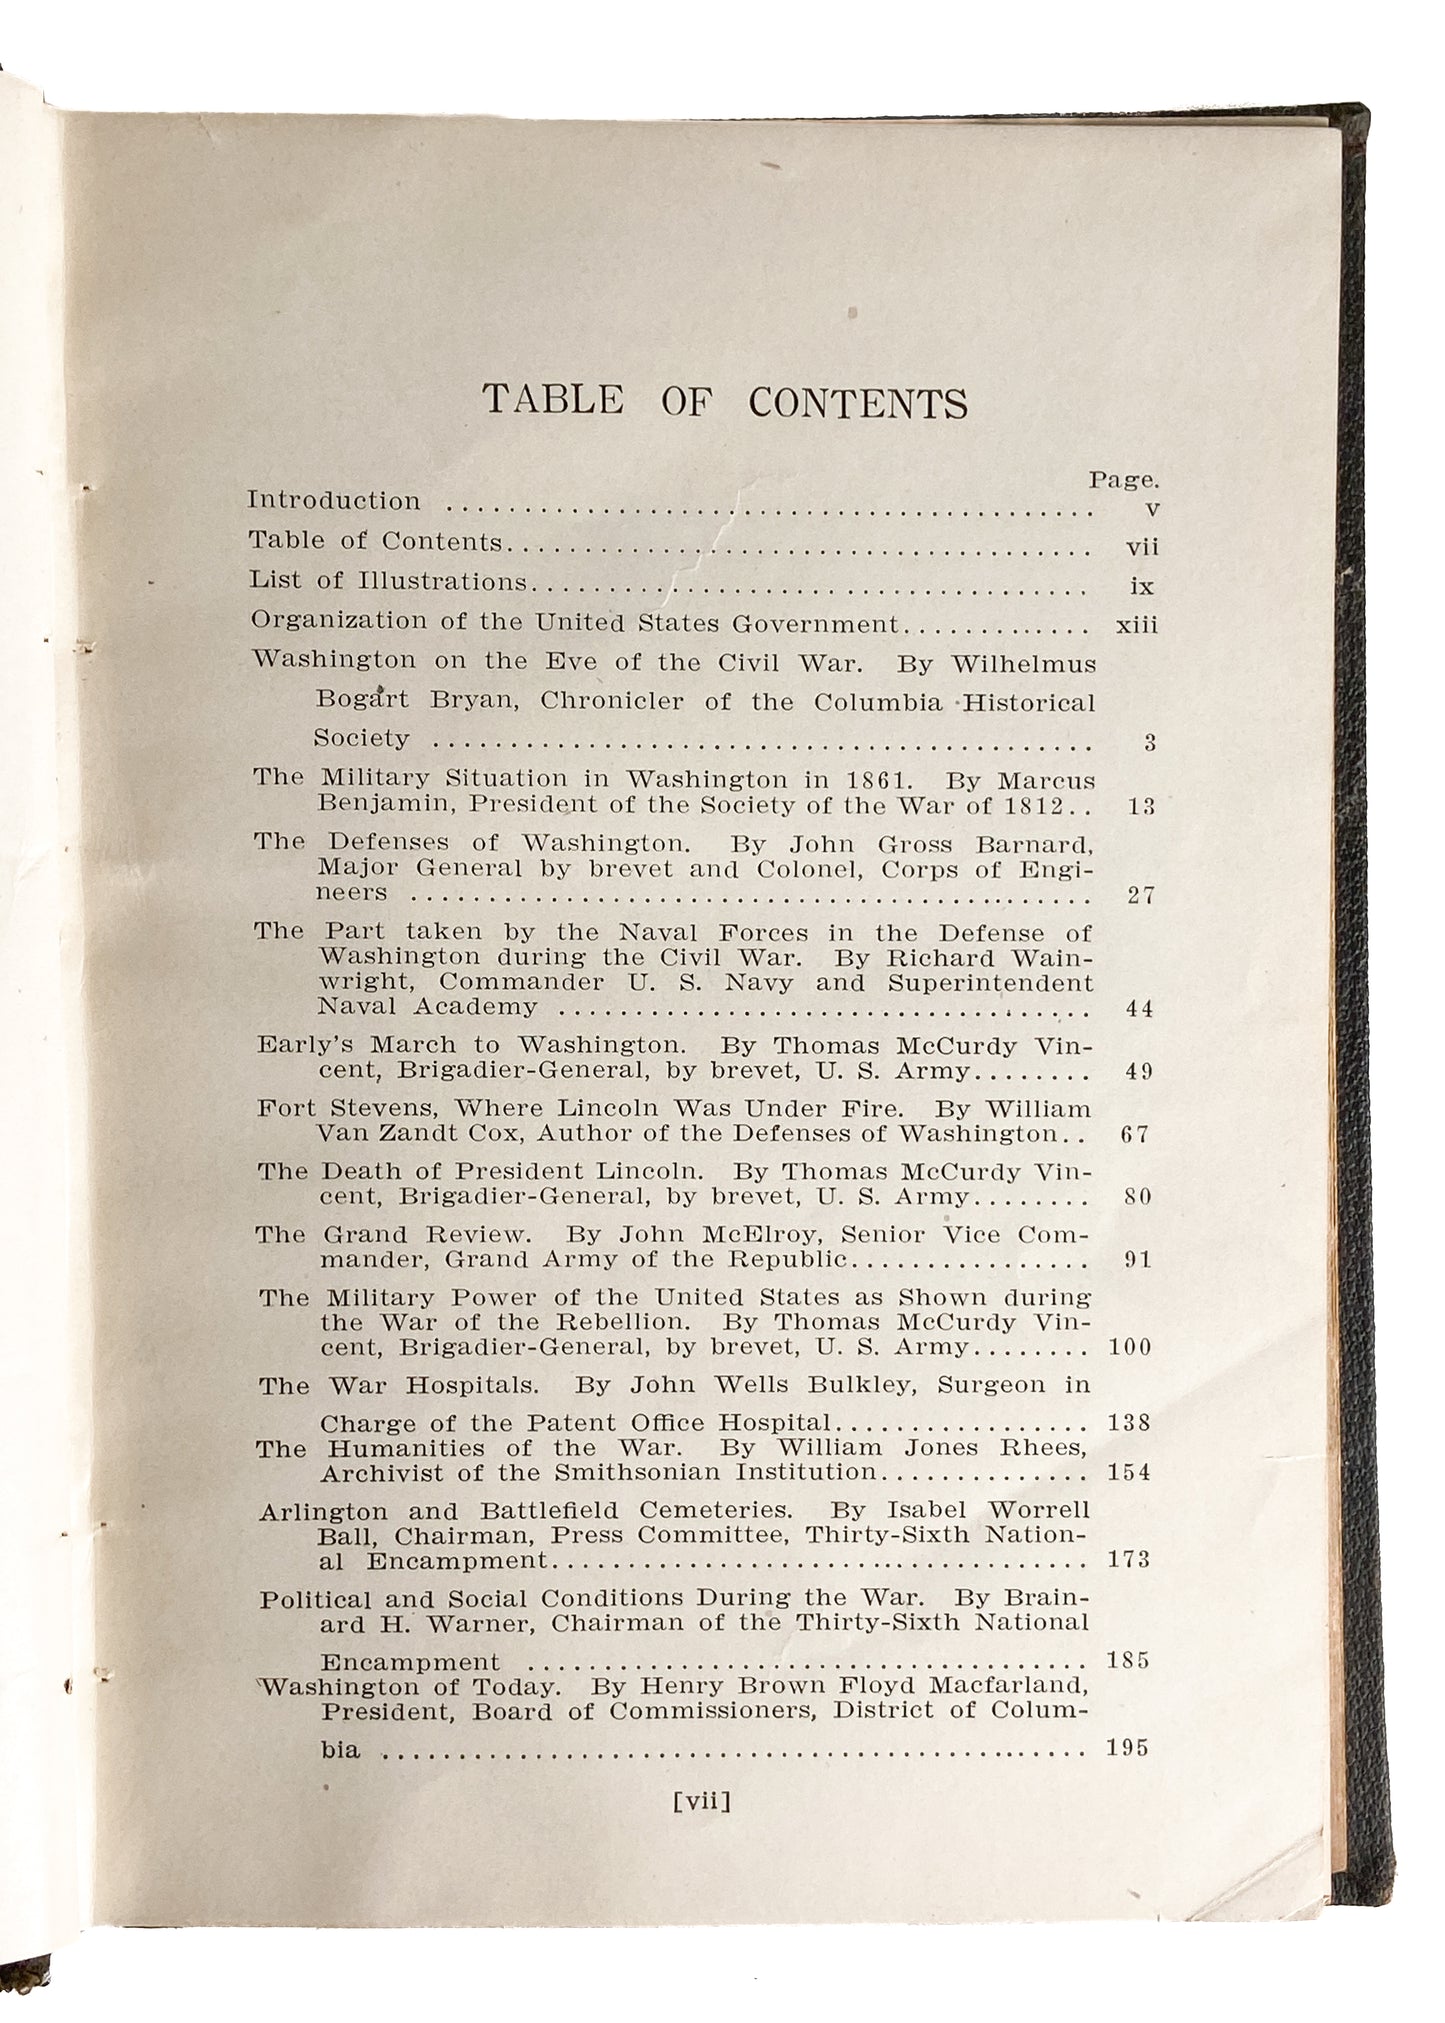 TABLE OF CONTENTS
Page.
Introduction ........................................ v
Table of Contents..................................... vii
List of Illustrations.................................... ix
Organization of the United States Government............ xiii
Washington on the Eve of the Civil War. By Wilhelmus
Bogart Bryan, Chronicler of the Columbia Historical
Society ........................................... 3
The Military Situation in Washington in 1861. By Marcus
Benjamin, President of the Society of the War of 1812.. 13
The Defenses of Washington. By John Gross Barnard,
Major General by brevet and Colonel, Corps of Engi-
neers ............................................ 27
The Part taken by the Naval Forces in the Defense of
Washington during the Civil War. By Richard Wain-
wright, Commander U. S. Navy and Superintendent
Naval Academy ................................... 44
Early's March to Washington. By Thomas McCurdy Vin-
cent, Brigadier-General, by brevet, U. S. Army........ 49
Fort Stevens, Where Lincoln Was Under Fire. By William
Van Zandt Cox, Author of the Defenses of Washington.. 67
The Death of President Lincoln. By Thomas McCurdy Vin-
cent, Brigadier-General, by brevet, U. S. Army........ 80
The Grand Review. By John McElroy, Senior Vice Com-
mander, Grand Army of the Republic................ 91
The Military Power of the United States as Shown during
the War of the Rebellion. By Thomas McCurdy Vin-
cent, Brigadier-General, by brevet, U. S. Army........ 100
The War Hospitals. By John Wells Bulkley, Surgeon in
Charge of the Patent Office Hospital................. 138
The Humanities of the War. By William Jones Rhees,
Archivist of the Smithsonian Institution.............. 154
Arlington and Battlefield Cemeteries. By Isabel Worrell
Ball, Chairman, Press Committee, Thirty-Sixth Nation-
al Encampment................................... 173
Political and Social Conditions During the War. By Brain-
ard H. Warner, Chairman of the Thirty-Sixth National
Encampment .................................... 185
Washington of Today. By Henry Brown Floyd Macfarland,
President, Board of Commissioners, District of Colum-
bia .............................................. 195
[vii]